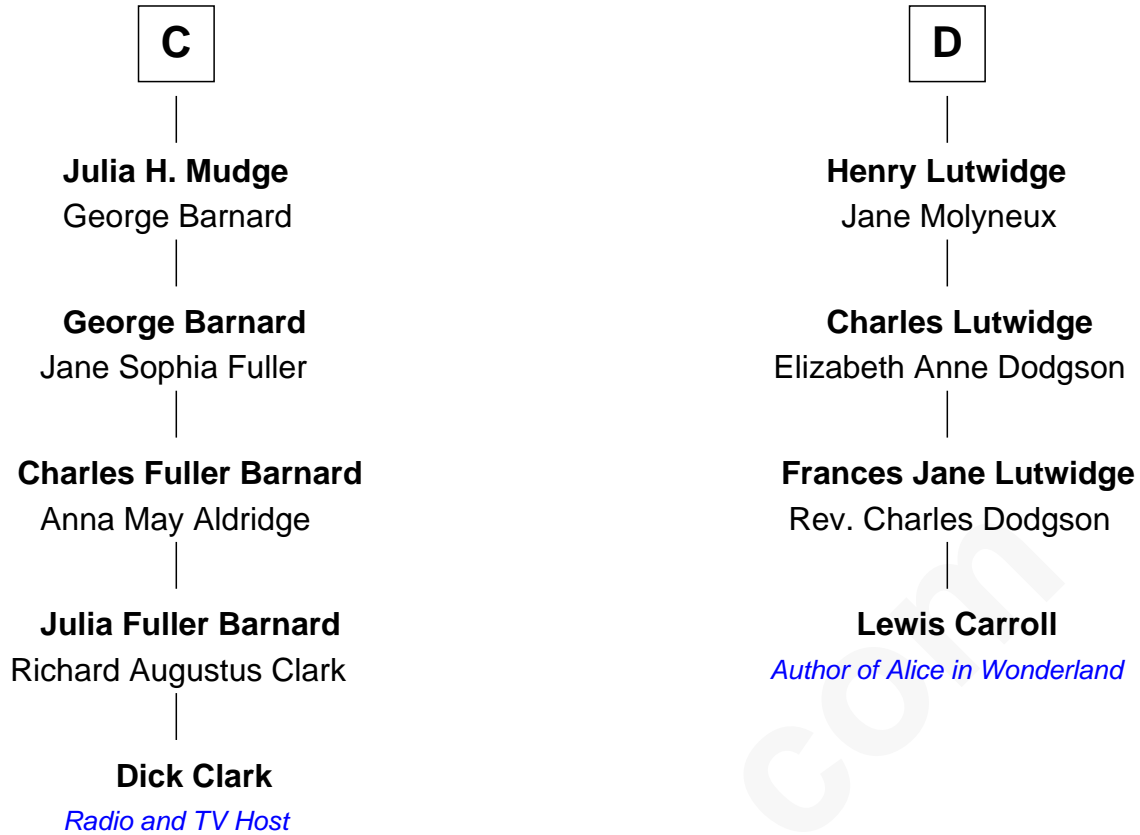 C
Julia H. Mudge
George Barnard
George Barnard
Jane Sophia Fuller
Charles Fuller Barnard
Anna May Aldridge
Julia Fuller Barnard
Richard Augustus Clark
Dick Clark
Radio and TV Host
D
Henry Lutwidge
Jane Molyneux
Charles Lutwidge
Elizabeth Anne Dodgson
Frances Jane Lutwidge
Rev. Charles Dodgson
Lewis Carroll
Author of Alice in Wonderland
com